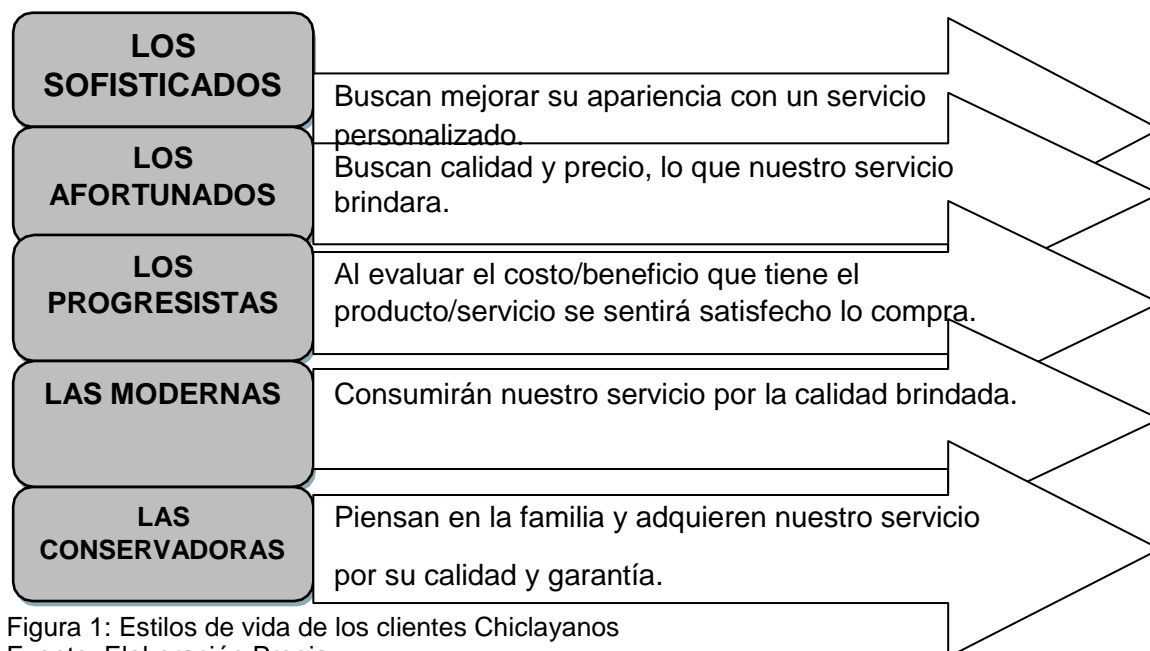 LOS
SOFISTICADOS
Buscan mejorar su apariencia con un servicio
personalizado.
LOS
AFORTUNADOS
Buscan calidad y precio, lo que nuestro servicio
brindara.
LOS
PROGRESISTAS
Al evaluar el costo/beneficio que tiene el
producto/servicio se sentirá satisfecho lo compra.
LAS MODERNAS
Consumirán nuestro servicio por la calidad brindada.
LAS
CONSERVADORAS
Piensan en la familia y adquieren nuestro servicio
por su calidad y garantía.
Figura 1: Estilos de vida de los clientes Chiclayanos
Fuente: Elaboración Propia